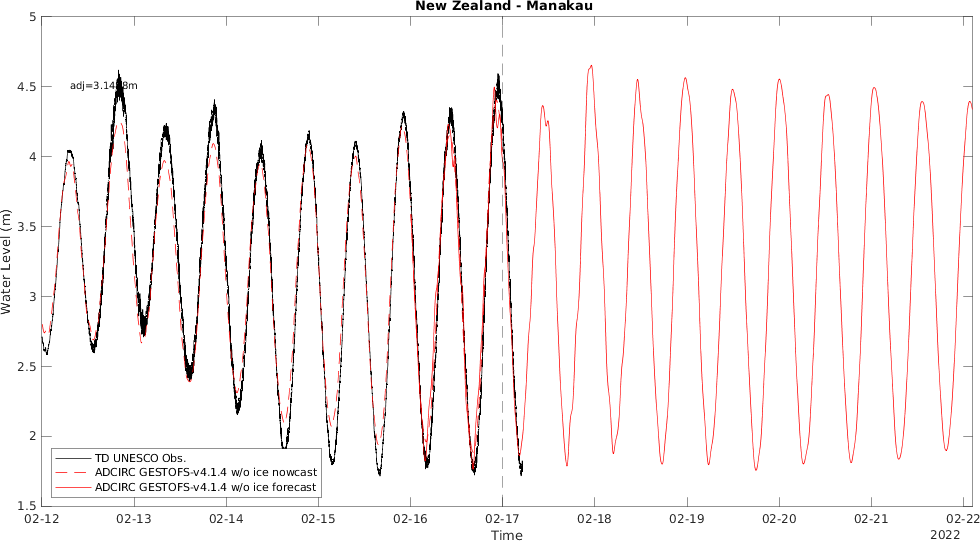 New Zealand - Manakau
5
4.5
4
3.5
3
2.5
2
1.5
Water Level (m)
TD UNESCO Obs.
ADCIRC GESTOFS-v4.1.4 w/o ice nowcast
ADCIRC GESTOFS-v4.1.4 w/o ice forecast
02-12 02-13 02-14 02-15 02-16 02-17 02-18 02-19 02-20 02-21 02-22
Time
2022